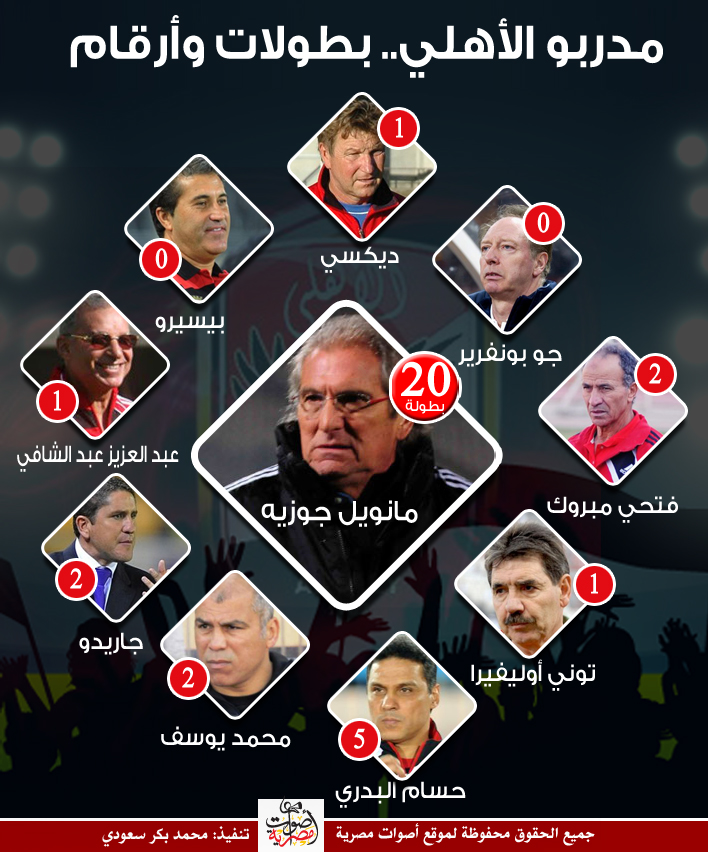 مدربو الأهلي.. بطولات وأرقام
1
ديكسي
0
جو بونفرير
0
بيسيرو
2
فتحي مبروك
20
بطولة
مانويل جوزيه
1
عبد العزيز عبد الشافي
1
توني أوليفيرا
2
جاريدو
5
حسام البدري
2
محمد يوسف
جميع الحقوق محفوظة لموقع أصوات مصرية
أصوات مصرية
تنفيذ: محمد بكر سعودي
الاهلي